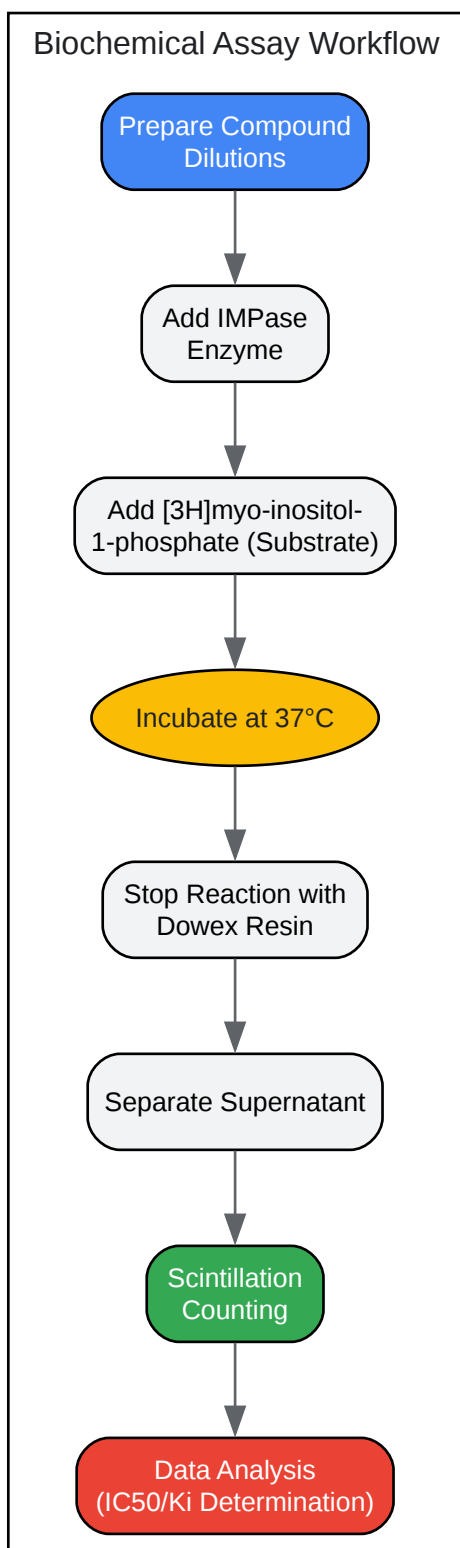 Biochemical Assay Workflow
Prepare Compound
Dilutions
Add IMPase
Enzyme
Add [3H]myo-inositol-
1-phosphate (Substrate)
Incubate at 37°C
Stop Reaction with
Dowex Resin
Separate Supernatant
Scintillation
Counting
Data Analysis
(IC50/Ki Determination)